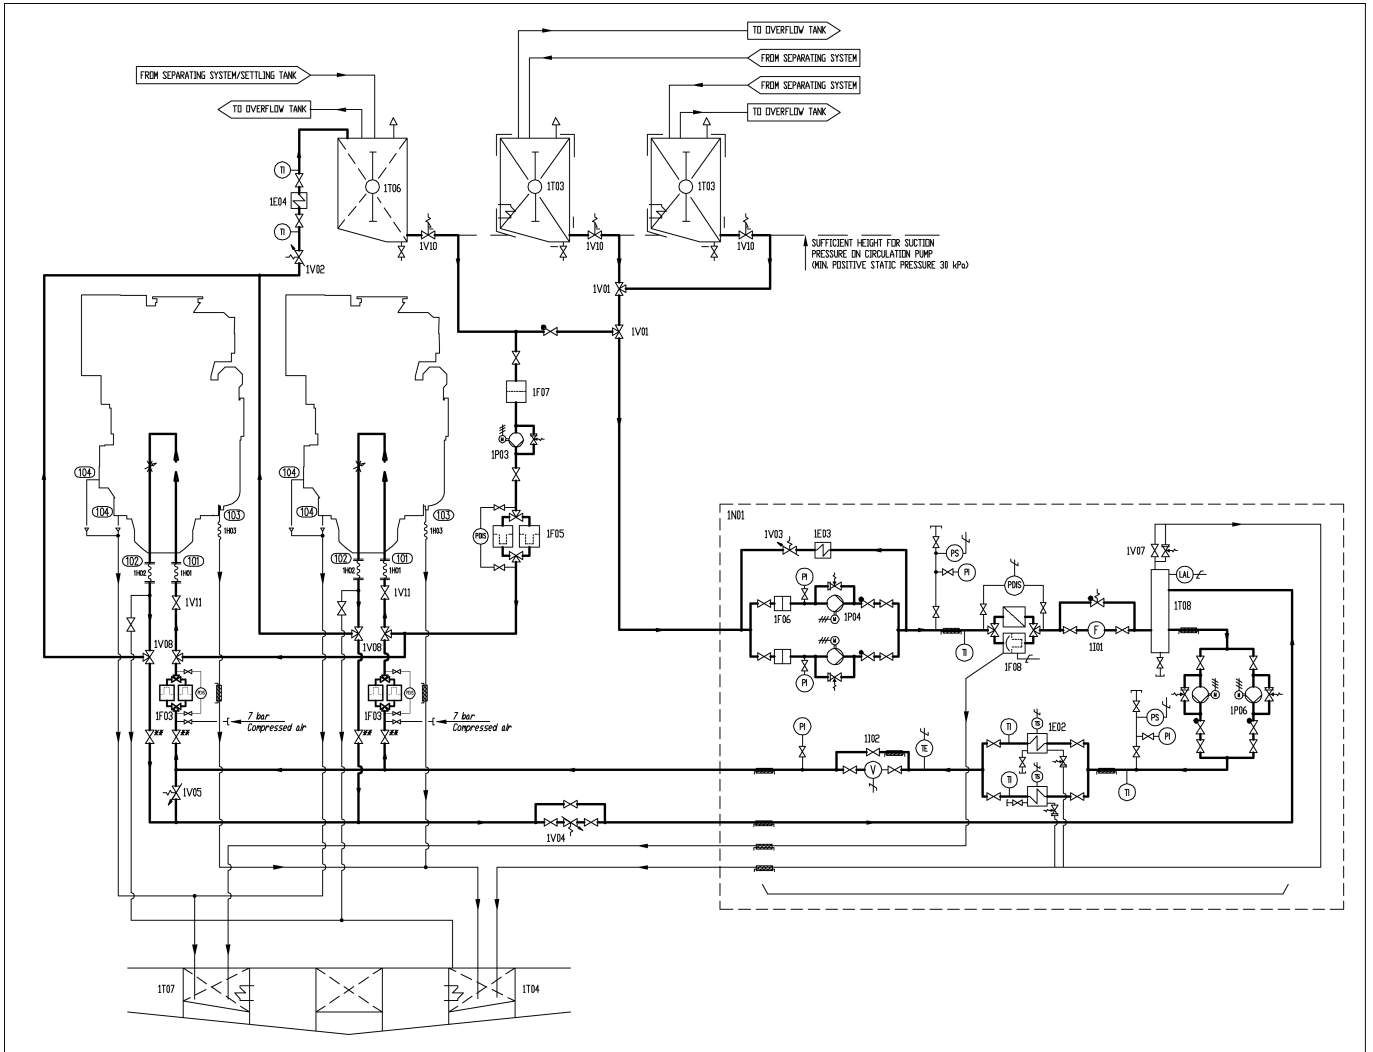 TO OVERFLOW TANK
FROM SEPARATING SYSTEM
FROM SEPARATING SYSTEM/SETTLING TANK
FROM SEPARATING SYSTEM
TO OVERFLOW TANK
TO OVERFLOW TANK
TI
1E04
1T06
1T03
1T03
TI
1V10
1V10
1V10
SUFFICIENT HEIGHT FOR SUCTION
PRESSURE ON CIRCULATION PUMP
(MIN. POSITIVE STATIC PRESSURE 30 kPa)
1V02
1V01
1V01
1F07
M
1P03
104
104
104
104
103
103
1H03
1H03
1F05
PDIS
102
101
102
101
1H02
1H01
1H02
1H01
1V11
1V11
1V08
1V08
PDIS
PDIS
1F03
1F03
7 bar
Compressed air
7 bar
Compressed air
1V05
1V04
1N01
1V03
1E03
PI
1F06
1P04
M
M
PI
PS
PI
PDIS
TI
1F08
F
1I01
1V07
LAL
1T08
M
M
1P06
PS
PI
TI
PI
1I02
V
TE
TI
TS
1E02
TI
TS
1T07
1T04